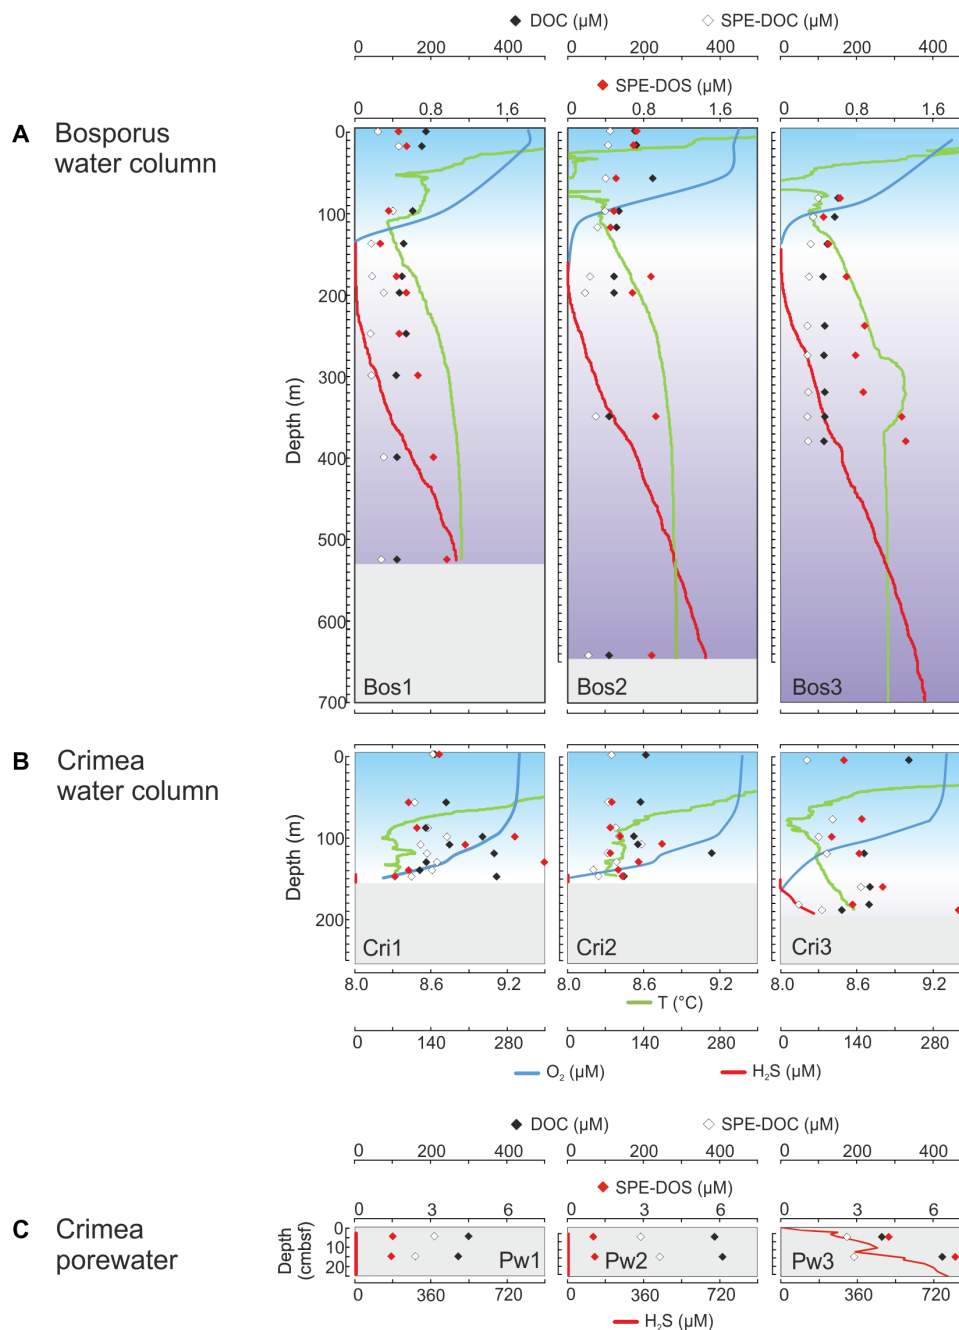 DOC (µM) SPE-DOC (µM)
0 200 400 0 200 400 0 200 400
SPE-DOS (µM)
0 0.8 1.6 0 0.8 1.6 0 0.8 1.6
A Bosporus
water column
Depth (m)
0
100
200
300
400
500
600
700
Bos1 Bos2 Bos3
B Crimea
water column
Depth (m)
0
100
200
Cri1 Cri2 Cri3
8.0 8.6 9.2 8.0 8.6 9.2 8.0 8.6 9.2
T (°C)
0 140 280 0 140 280 0 140 280
O₂ (µM) H₂S (µM)
DOC (µM) SPE-DOC (µM)
0 200 400 0 200 400 0 200 400
SPE-DOS (µM)
0 3 6 0 3 6 0 3 6
C Crimea
porewater
Depth
(cmbsf)
0
10
20
Pw1 Pw2 Pw3
0 360 720 0 360 720 0 360 720
H₂S (µM)